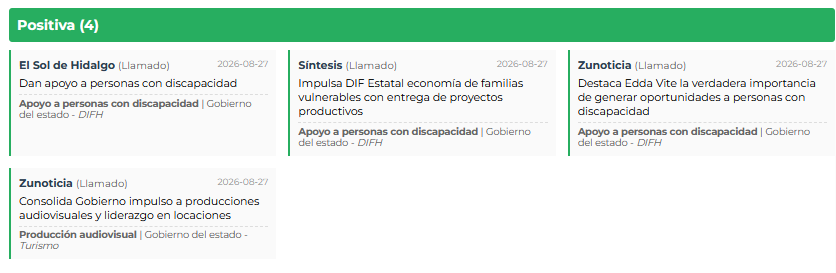 Positiva (4)
El Sol de Hidalgo (Llamado) 2026-08-27
Dan apoyo a personas con discapacidad
Apoyo a personas con discapacidad | Gobierno
del estado - DIFH
Síntesis (Llamado) 2026-08-27
Impulsa DIF Estatal economía de familias
vulnerables con entrega de proyectos
productivos
Apoyo a personas con discapacidad | Gobierno
del estado - DIFH
Zunoticia (Llamado) 2026-08-27
Destaca Edda Vite la verdadera importancia
de generar oportunidades a personas con
discapacidad
Apoyo a personas con discapacidad | Gobierno
del estado - DIFH
Zunoticia (Llamado) 2026-08-27
Consolida Gobierno impulso a producciones
audiovisuales y liderazgo en locaciones
Producción audiovisual | Gobierno del estado -
Turismo